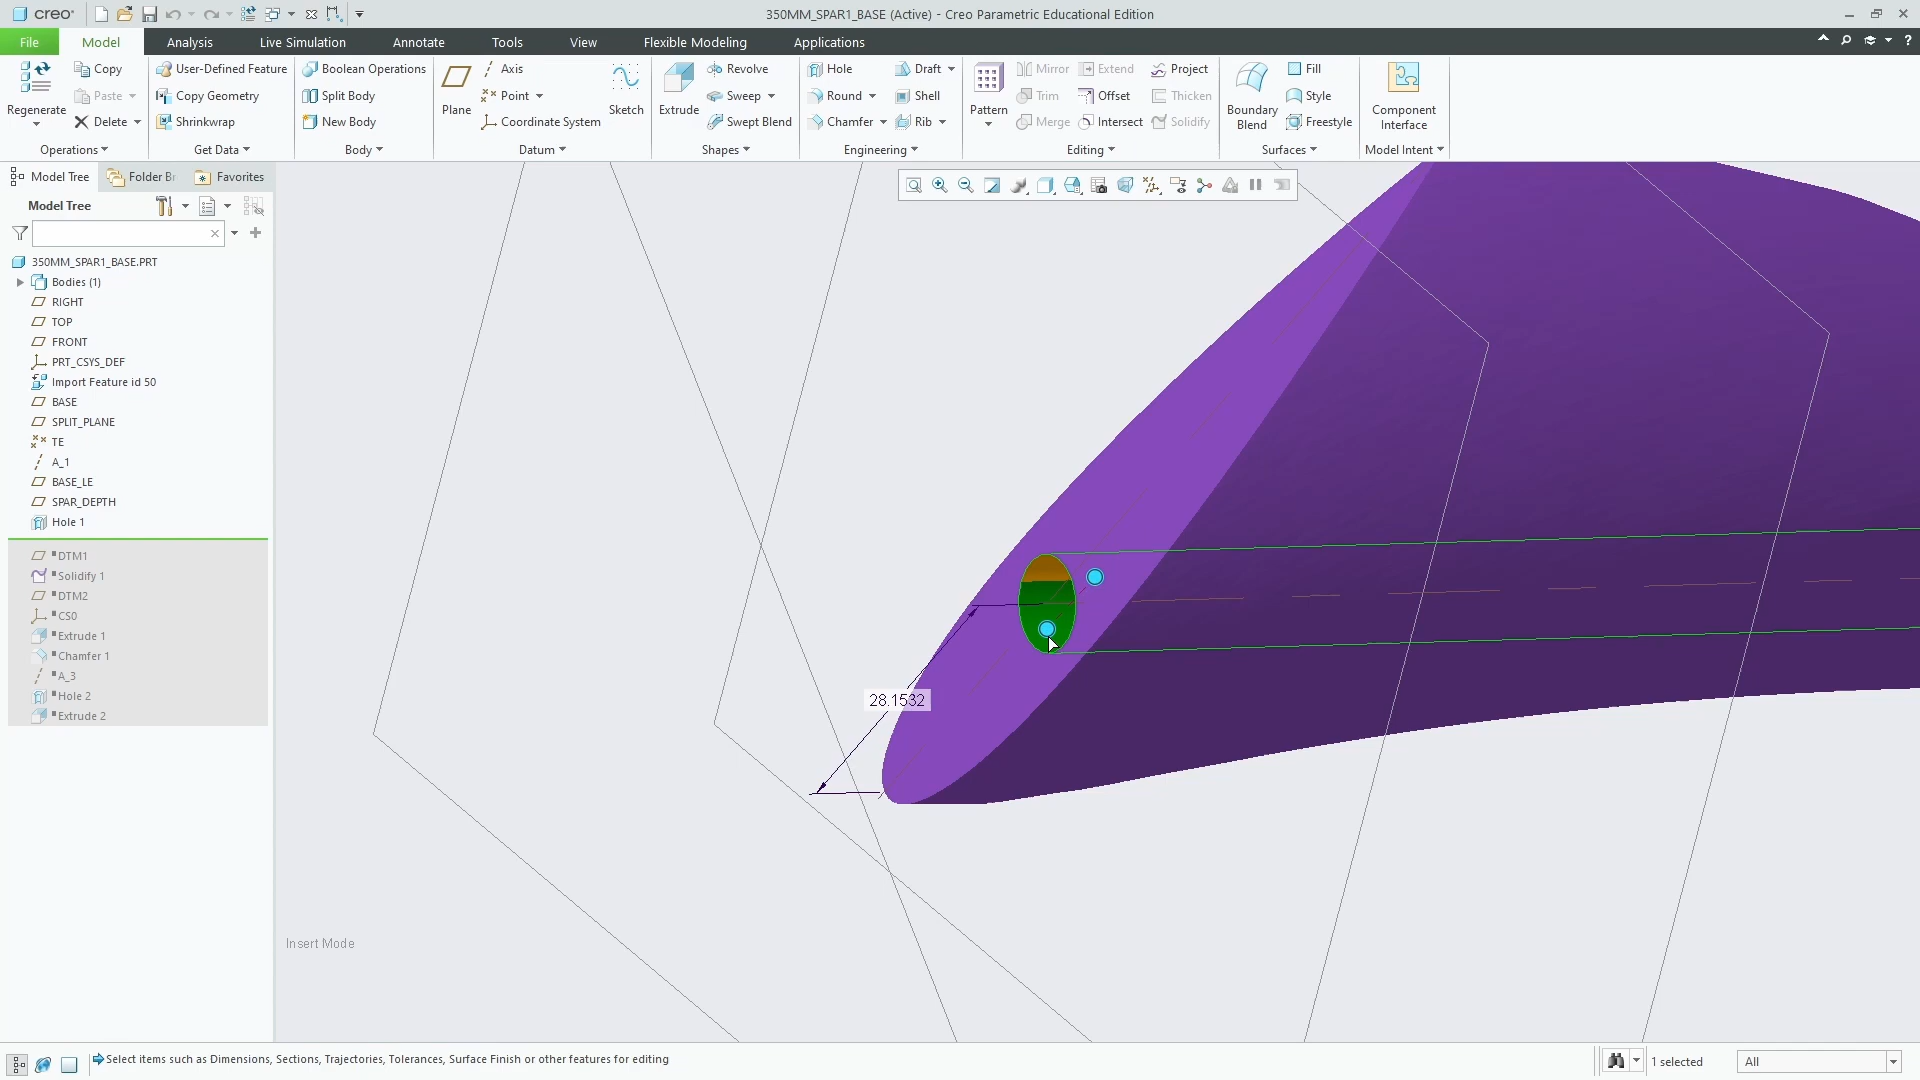 creo®
350MM_SPAR1_BASE (Active) - Creo Parametric Educational Edition
File Model Analysis Live Simulation Annotate Tools View Flexible Modeling Applications
Regenerate
Copy
Paste
Delete
Operations
User-Defined Feature
Copy Geometry
Shrinkwrap
Get Data
Boolean Operations
Split Body
New Body
Body
Plane
Axis
Point
Coordinate System
Sketch
Datum
Extrude
Revolve
Sweep
Swept Blend
Shapes
Hole
Round
Chamfer
Draft
Shell
Rib
Engineering
Pattern
Mirror
Trim
Merge
Extend
Offset
Intersect
Project
Thicken
Solidify
Editing
Boundary
Blend
Fill
Style
Freestyle
Surfaces
Component
Interface
Model Intent
Model Tree
Folder Br
Favorites
Model Tree
350MM_SPAR1_BASE.PRT
Bodies (1)
RIGHT
TOP
FRONT
PRT_CSYS_DEF
Import Feature id 50
BASE
SPLIT_PLANE
TE
A_1
BASE_LE
SPAR_DEPTH
Hole 1
DTM1
Solidify 1
DTM2
CS0
Extrude 1
Chamfer 1
A_3
Hole 2
Extrude 2
28.1532
Insert Mode
Select items such as Dimensions, Sections, Trajectories, Tolerances, Surface Finish or other features for editing
1 selected
All